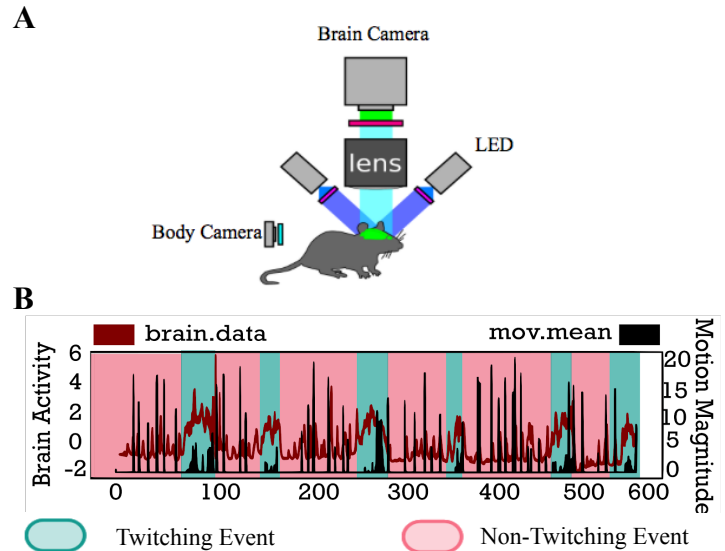 A
Brain Camera
lens
LED
Body Camera
B
brain.data
mov.mean
Brain Activity
6
4
2
0
-2
20
15
10
5
0
Motion Magnitude
0 100 200 300 400 500 600
Twitching Event
Non-Twitching Event